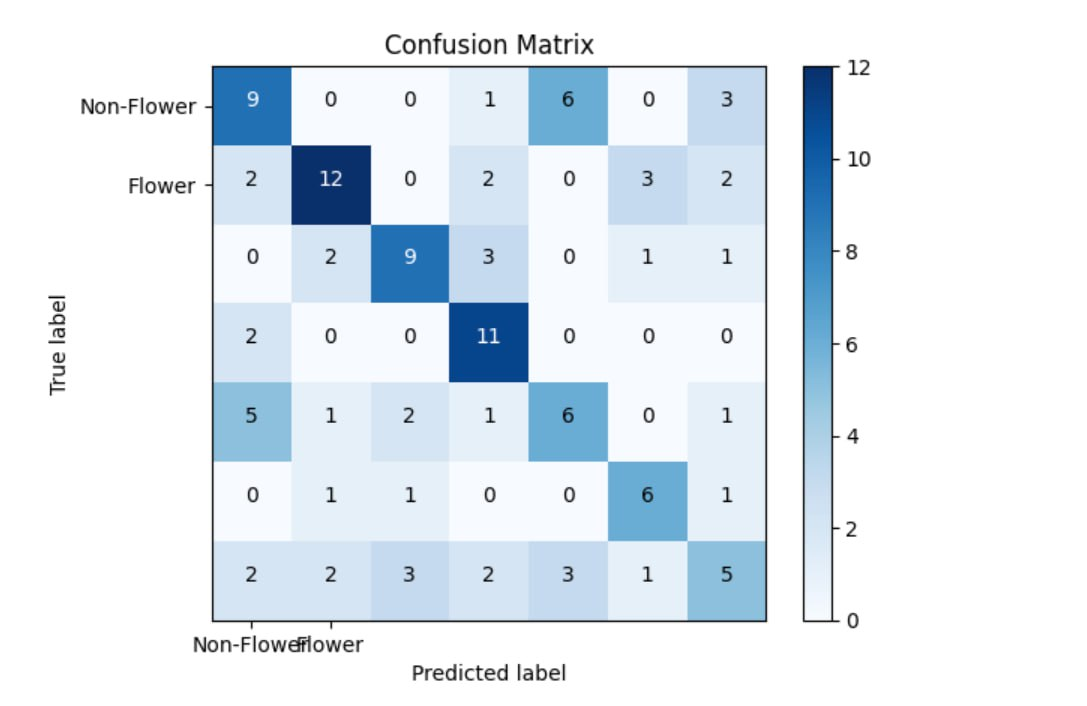 Confusion Matrix
Non-Flower 9 0 0 1 6 0 3
Flower 2 12 0 2 0 3 2
0 2 9 3 0 1 1
2 0 0 11 0 0 0
5 1 2 1 6 0 1
0 1 1 0 0 6 1
2 2 3 2 3 1 5
True label
Non-Flower Flower
Predicted label
12
10
8
6
4
2
0